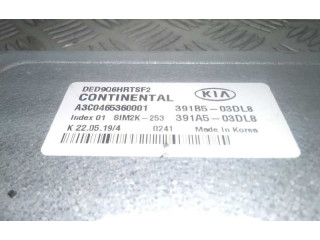 DED9Q6HRTSF2
CONTINENTAL KIA
A3C0465360001 391B5-03DL8
Index 01 SIM2K-253 391A5-03DL8
K 22.05.19/4 0241 Made in Korea